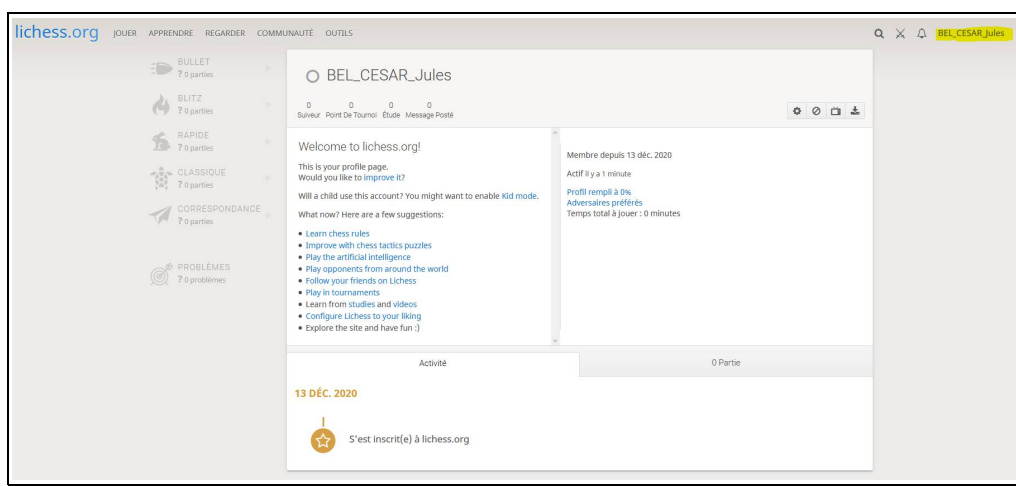 lichess.org JOUER APPRENDRE REGARDER COMMUNAUTÉ OUTILS BEL_CESAR_Jules
BULLET
? 0 parties
BLITZ
? 0 parties
RAPIDE
? 0 parties
CLASSIQUE
? 0 parties
CORRESPONDANCE
? 0 parties
PROBLÈMES
? 0 problèmes
BEL_CESAR_Jules
0 0 0 0
Suiveur Point De Tournoi Étude Message Posté
Welcome to lichess.org!
This is your profile page.
Would you like to improve it?
Will a child use this account? You might want to enable Kid mode.
What now? Here are a few suggestions:
• Learn chess rules
• Improve with chess tactics puzzles
• Play the artificial intelligence
• Play opponents from around the world
• Follow your friends on Lichess
• Play in tournaments
• Learn from studies and videos
• Configure Lichess to your liking
• Explore the site and have fun :)
Membre depuis 13 déc. 2020
Actif il y a 1 minute
Profil rempli à 0%
Adversaires préférés
Temps total à jouer : 0 minutes
Activité 0 Partie
13 DÉC. 2020
S'est inscrit(e) à lichess.org